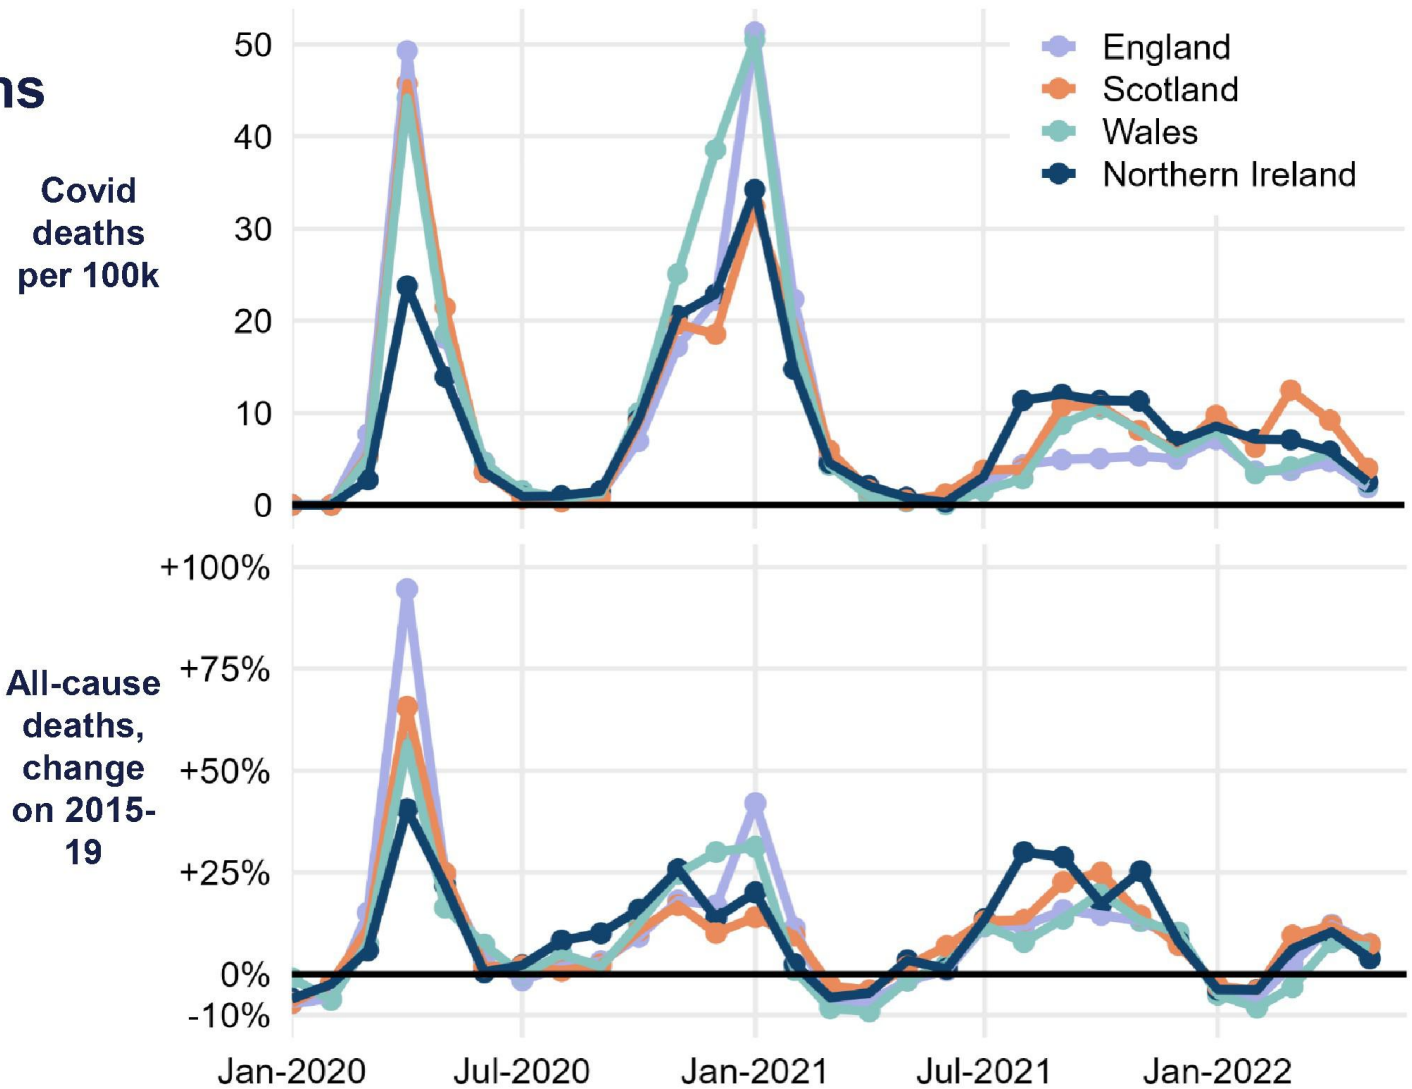 ns
Covid
deaths
per 100k
50
40
30
20
10
0
England
Scotland
Wales
Northern Ireland
All-cause
deaths,
change
on 2015-
19
+100%
+75%
+50%
+25%
0%
-10%
Jan-2020 Jul-2020 Jan-2021 Jul-2021 Jan-2022